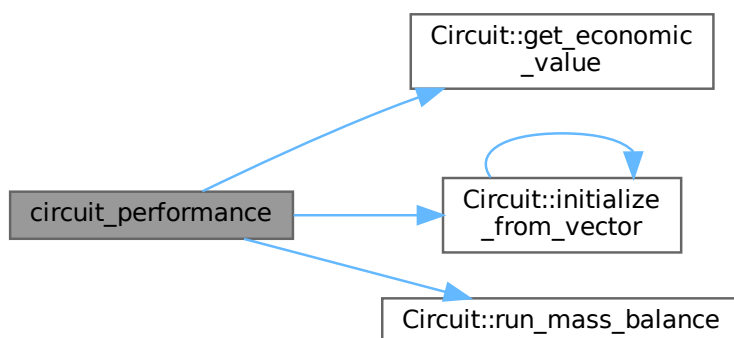 Circuit::get_economic
_value
circuit_performance
Circuit::initialize
_from_vector
Circuit::run_mass_balance